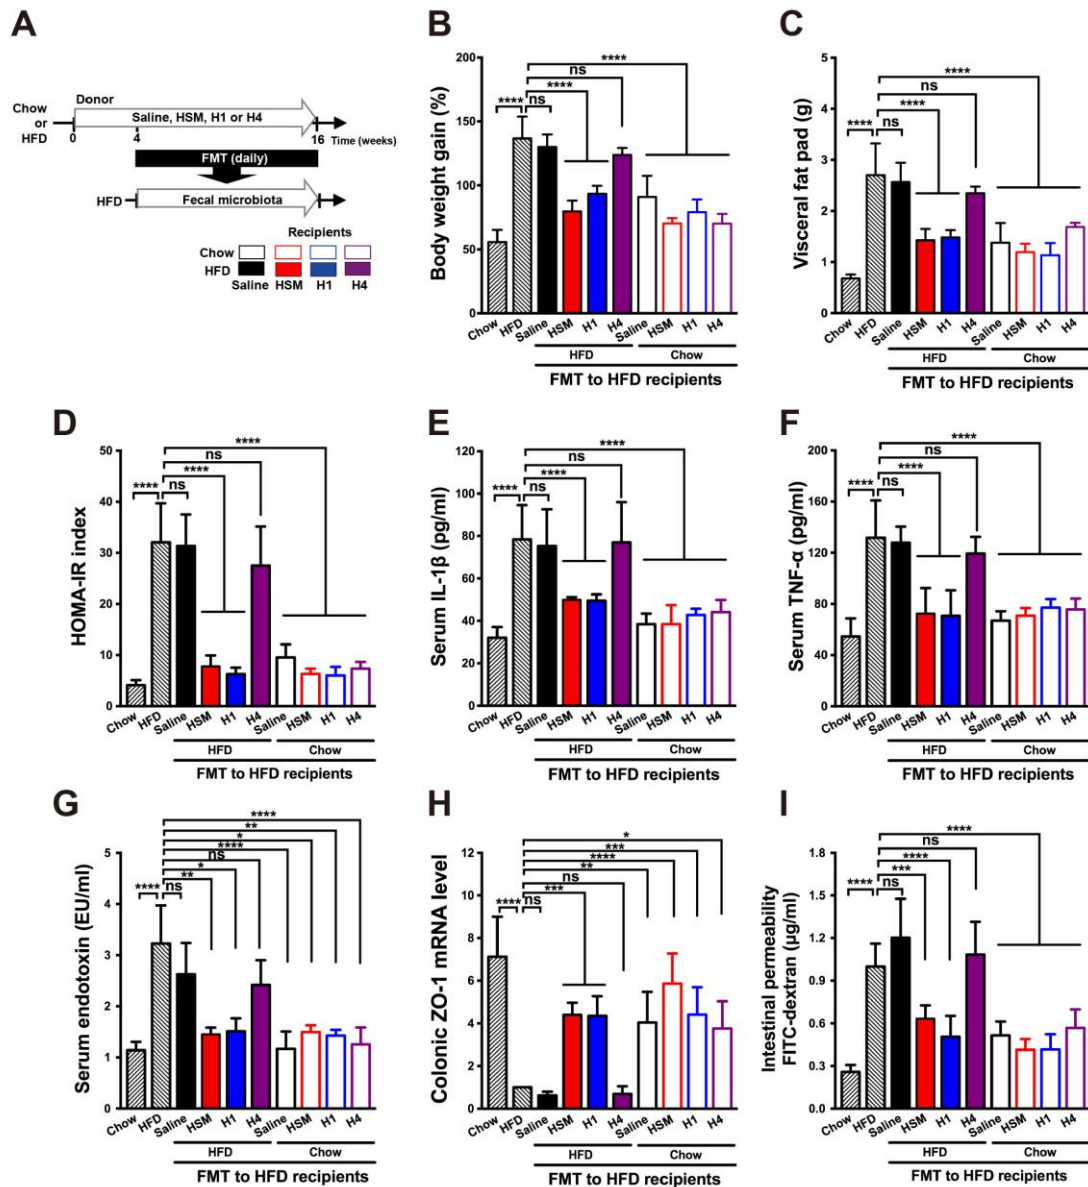 A
Donor
Chow or HFD
Saline, HSM, H1 or H4
0 4 16 Time (weeks)
FMT (daily)
HFD
Fecal microbiota
Recipients
Chow
HFD
Saline HSM H1 H4
B
Body weight gain (%)
200
150
100
50
0
****
ns
****
ns
****
Chow HFD Saline HSM H1 H4 Saline HSM H1 H4
HFD Chow
FMT to HFD recipients
C
Visceral fat pad (g)
5
4
3
2
1
0
****
ns
****
ns
****
Chow HFD Saline HSM H1 H4 Saline HSM H1 H4
HFD Chow
FMT to HFD recipients
D
HOMA-IR index
50
40
30
20
10
0
****
ns
****
ns
****
Chow HFD Saline HSM H1 H4 Saline HSM H1 H4
HFD Chow
FMT to HFD recipients
E
Serum IL-1β (pg/ml)
120
100
80
60
40
20
0
****
ns
****
ns
****
Chow HFD Saline HSM H1 H4 Saline HSM H1 H4
HFD Chow
FMT to HFD recipients
F
Serum TNF-α (pg/ml)
200
160
120
80
40
0
****
ns
****
ns
****
Chow HFD Saline HSM H1 H4 Saline HSM H1 H4
HFD Chow
FMT to HFD recipients
G
Serum endotoxin (EU/ml)
5
4
3
2
1
0
****
**
*
****
ns
*
**
**** ns
Chow HFD Saline HSM H1 H4 Saline HSM H1 H4
HFD Chow
FMT to HFD recipients
H
Colonic ZO-1 mRNA level
12
10
8
6
4
2
0
*
***
****
**
ns
***
**** ns
Chow HFD Saline HSM H1 H4 Saline HSM H1 H4
HFD Chow
FMT to HFD recipients
I
Intestinal permeability
FITC-dextran (µg/ml)
1.8
1.5
1.2
0.9
0.6
0.3
0.0
****
ns
****
***
**** ns
Chow HFD Saline HSM H1 H4 Saline HSM H1 H4
HFD Chow
FMT to HFD recipients